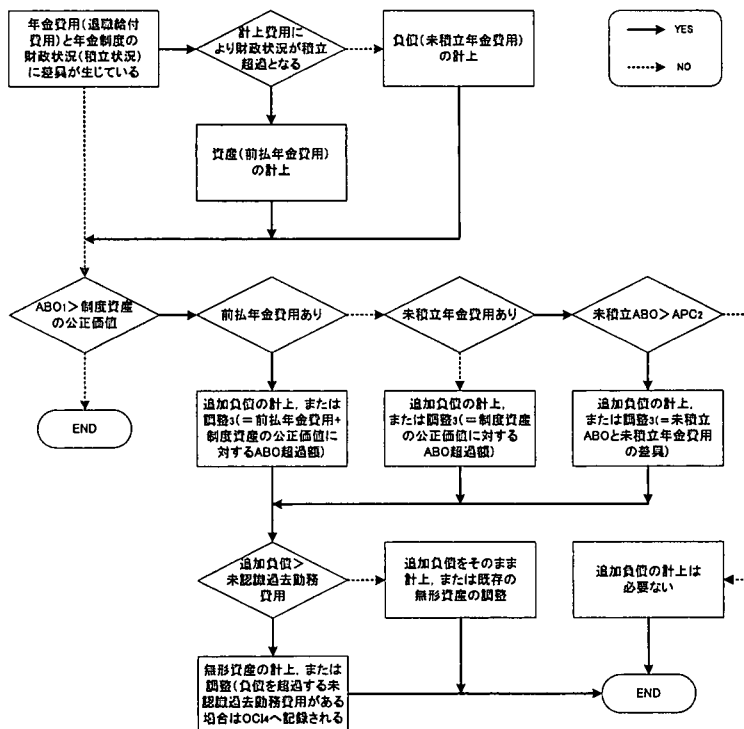 年金費用(退職給付
費用)と年金制度の
財政状況(積立状況)
に差異が生じている
計上費用に
より財政状況が積立
超過となる
負債(未積立年金費用)
の計上
YES
NO
資産(前払年金費用)
の計上
ABO1>制度資産
の公正価値
前払年金費用あり
未積立年金費用あり
未積立ABO>APC2
END
追加負債の計上, または
調整3(=前払年金費用+
制度資産の公正価値に
対するABO超過額)
追加負債の計上,
または調整3(=制度資産
の公正価値に対する
ABO超過額)
追加負債の計上,
または調整3(=未積立
ABOと未積立年金費用
の差異)
追加負債>
未認識過去勤務
費用
追加負債をそのまま
計上, または既存の
無形資産の調整
追加負債の計上は
必要ない
無形資産の計上, または
調整(負債を超過する未
認識過去勤務費用がある
場合はOCI4へ記録される
END